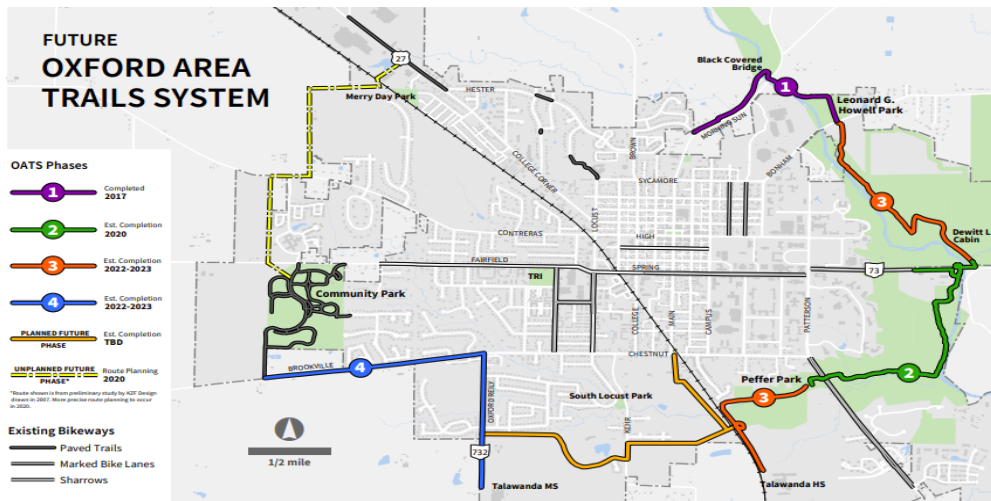 FUTURE
OXFORD AREA
TRAILS SYSTEM
OATS Phases
1
Completed
2017
2
Est. Completion
2020
3
Est. Completion
2022-2023
4
Est. Completion
2022-2023
PLANNED FUTURE
PHASE
Est. Completion
TBD
UNPLANNED FUTURE
PHASE*
Route Planning
2020
*Route shown is from preliminary study by
drawn in 2007. More precise route planning to occur
in 2020.
Existing Bikeways
Paved Trails
Marked Bike Lanes
Sharrows
1/2 mile
27
Merry Day Park
HESTER
COLLEGE CORNER
BROWN
Black Covered
Bridge
1
Leonard G.
Howell Park
MORNING SUN
BONHAM
SYCAMORE
LOCUST
3
CONTRERAS
HIGH
Dewitt L
Cabin
FAIRFIELD
SPRING
73
TRI
Community Park
COLLEGE
MAIN
CAMPUS
PATTERSON
CHESTNUT
BROOKVILLE
4
OXFORD REILY
Peffer Park
2
3
South Locust Park
KEHR
732
Talawanda MS
Talawanda HS